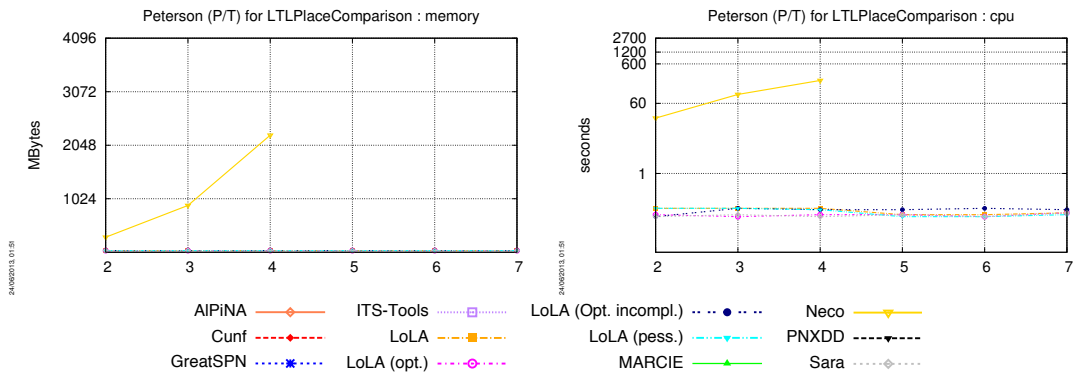 Peterson (P/T) for LTLPlaceComparison : memory
4096
3072
2048
1024
MBytes
2 3 4 5 6 7
24/06/2013, 01:51
Peterson (P/T) for LTLPlaceComparison : cpu
2700
1200
600
60
1
seconds
2 3 4 5 6 7
24/06/2013, 01:51
AlPiNA ITS-Tools LoLA (Opt. incompl.) Neco
Cunf LoLA LoLA (pess.) PNXDD
GreatSPN LoLA (opt.) MARCIE Sara